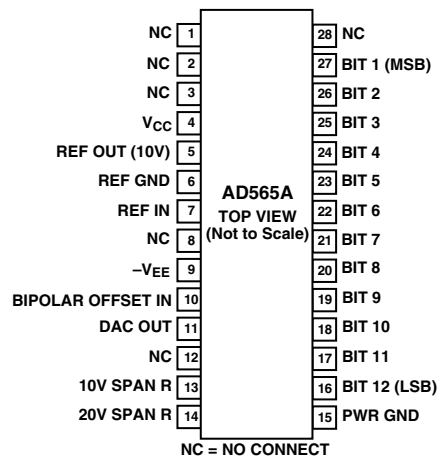 NC 1
NC 2
NC 3
VCC 4
REF OUT (10V) 5
REF GND 6
REF IN 7
NC 8
–VEE 9
BIPOLAR OFFSET IN 10
DAC OUT 11
NC 12
10V SPAN R 13
20V SPAN R 14
AD565A
TOP VIEW
(Not to Scale)
28 NC
27 BIT 1 (MSB)
26 BIT 2
25 BIT 3
24 BIT 4
23 BIT 5
22 BIT 6
21 BIT 7
20 BIT 8
19 BIT 9
18 BIT 10
17 BIT 11
16 BIT 12 (LSB)
15 PWR GND
NC = NO CONNECT